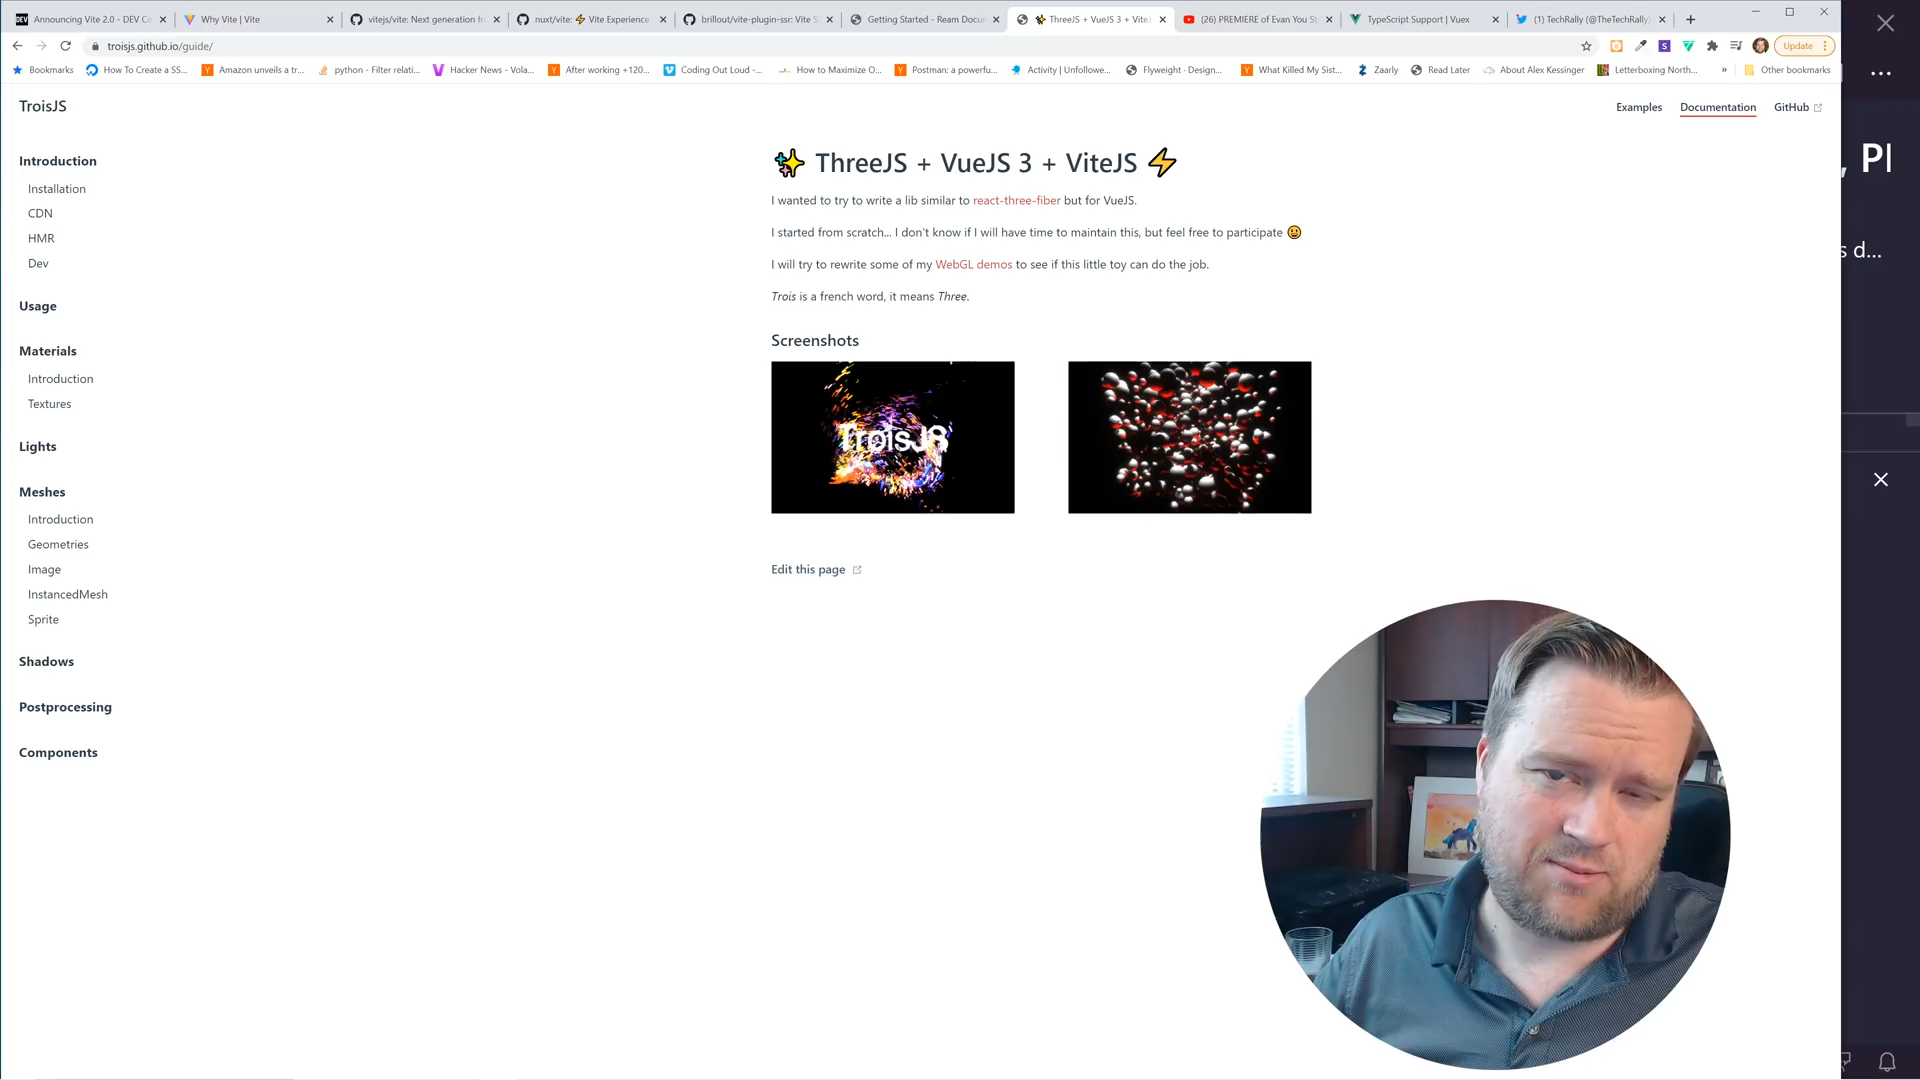 Announcing Vite 2.0 - DEV Co
Why Vite | Vite
vitejs/vite: Next generation fr
nuxt/vite: ⚡ Vite Experience
brillout/vite-plugin-ssr: Vite S
Getting Started - Ream Docu
✨ ThreeJS + VueJS 3 + Vite
(26) PREMIERE of Evan You St
TypeScript Support | Vuex
(1) TechRally (@TheTechRally
troisjs.github.io/guide/
Update
Bookmarks
How To Create a SS...
Amazon unveils a tr...
python - Filter relati...
Hacker News - Vola...
After working +120...
Coding Out Loud -...
How to Maximize O...
Postman: a powerfu...
Activity | Unfollowe...
Flyweight · Design...
What Killed My Sist...
Zaarly
Read Later
About Alex Kessinger
Letterboxing North...
»
Other bookmarks
TroisJS
Examples
Documentation
GitHub
Introduction
Installation
CDN
HMR
Dev
Usage
Materials
Introduction
Textures
Lights
Meshes
Introduction
Geometries
Image
InstancedMesh
Sprite
Shadows
Postprocessing
Components
✨ ThreeJS + VueJS 3 + ViteJS ⚡
I wanted to try to write a lib similar to react-three-fiber but for VueJS.
I started from scratch... I don't know if I will have time to maintain this, but feel free to participate 😃
I will try to rewrite some of my WebGL demos to see if this little toy can do the job.
Trois is a french word, it means Three.
Screenshots
TroisJS
Edit this page
, Pl
s d...